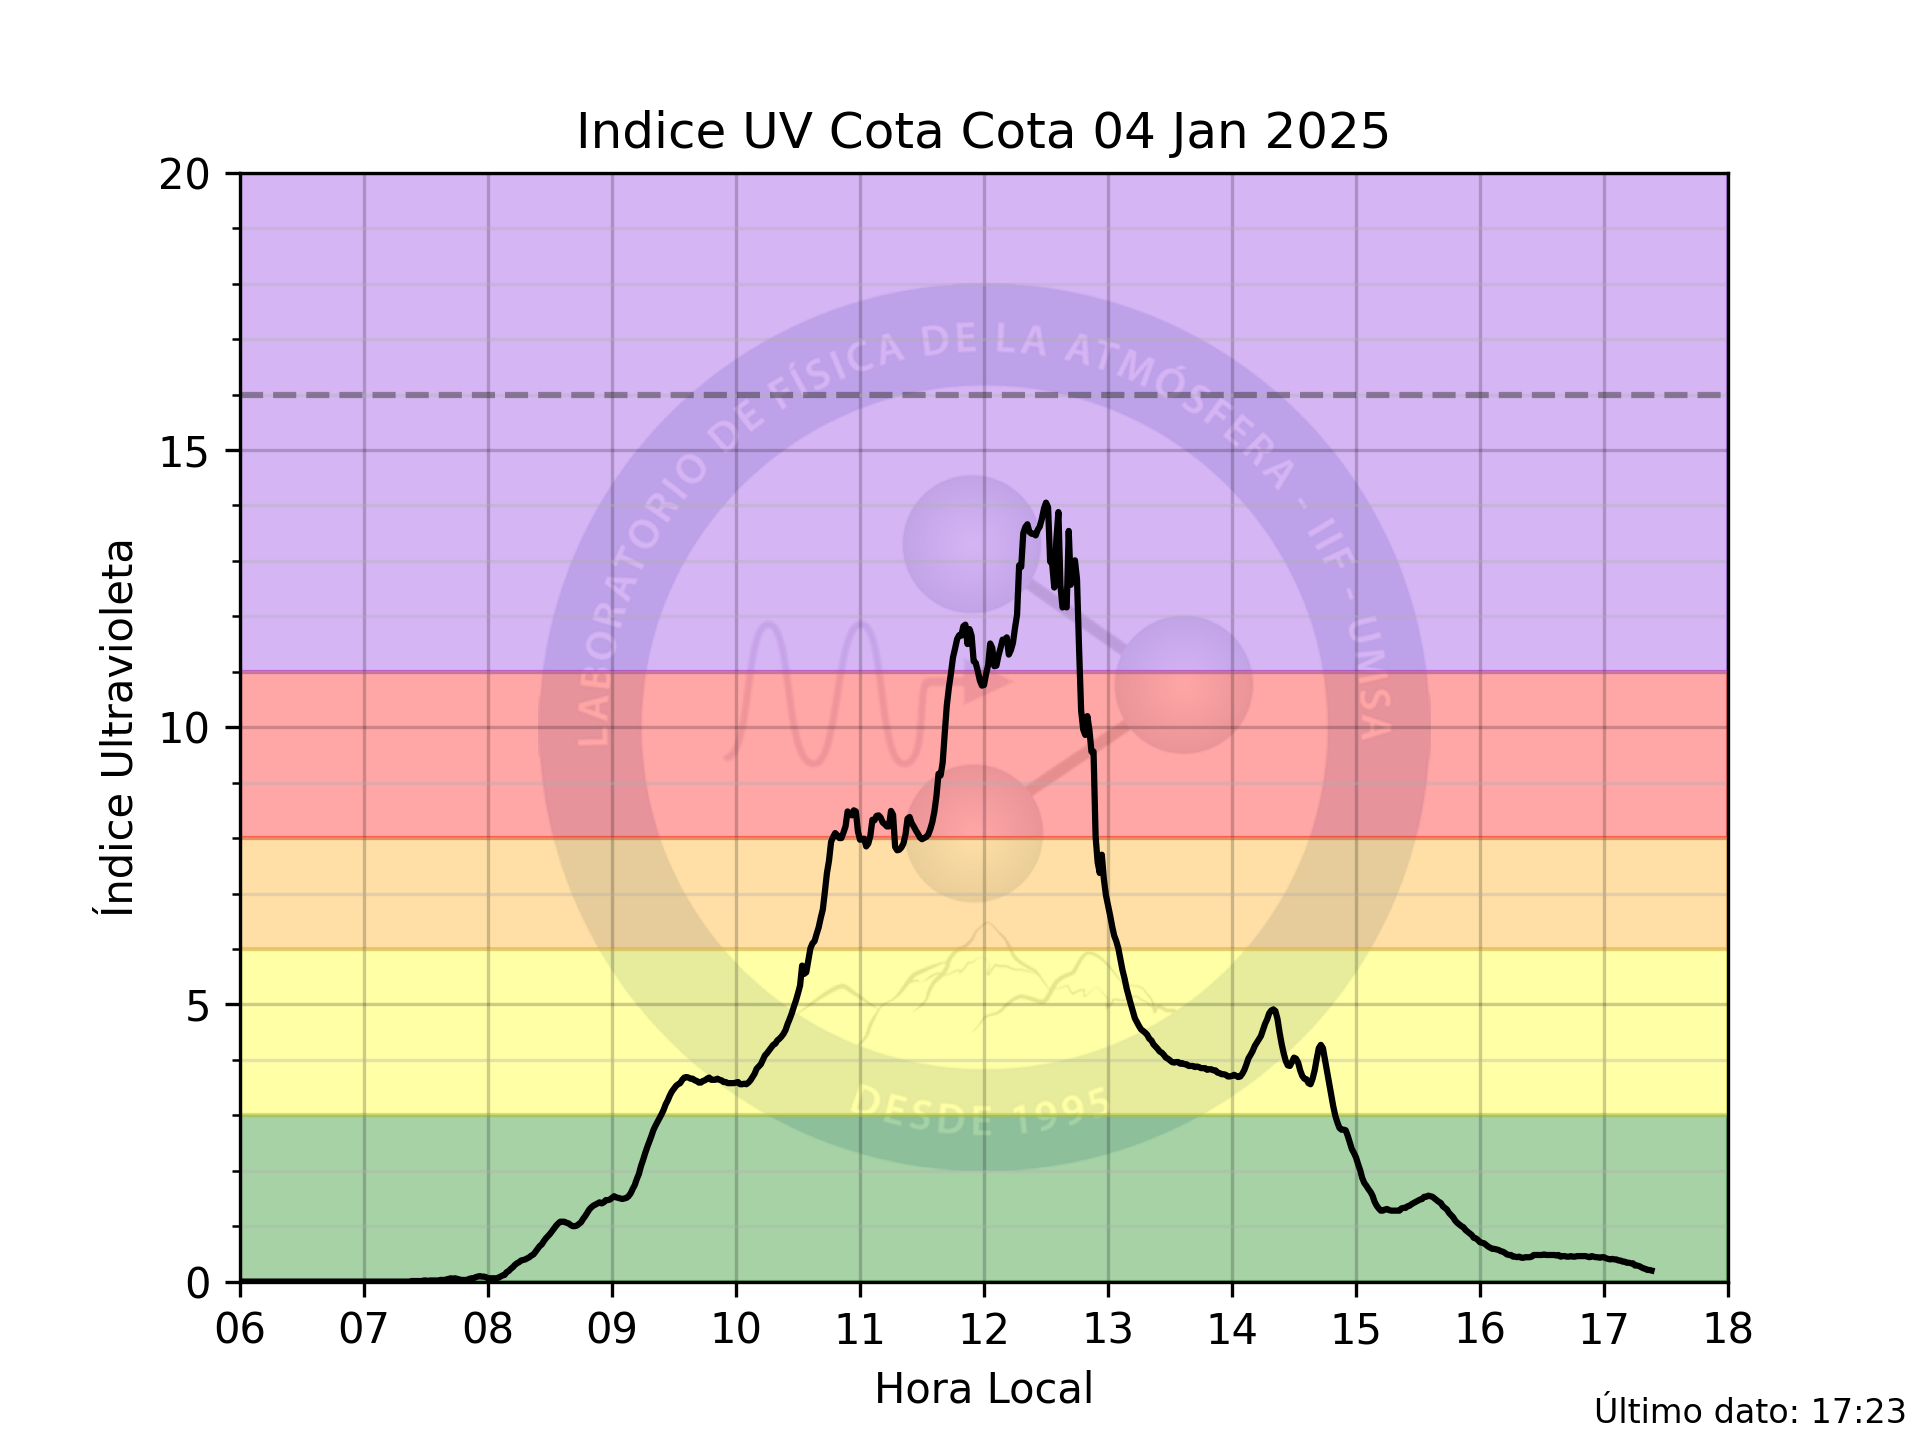 Indice UV Cota Cota 04 Jan 2025
20
15
10
5
0
Índice Ultravioleta
LABORATORIO DE FÍSICA DE LA ATMÓSFERA - IIF - UMSA
DESDE 1995
06 07 08 09 10 11 12 13 14 15 16 17 18
Hora Local
Último dato: 17:23